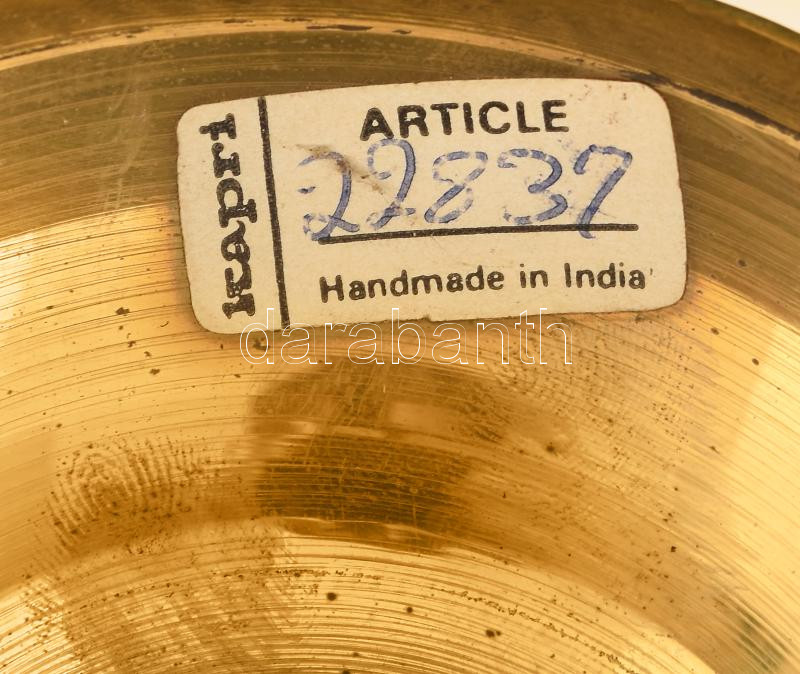 kapri
ARTICLE
22837
Handmade in India
darabanth